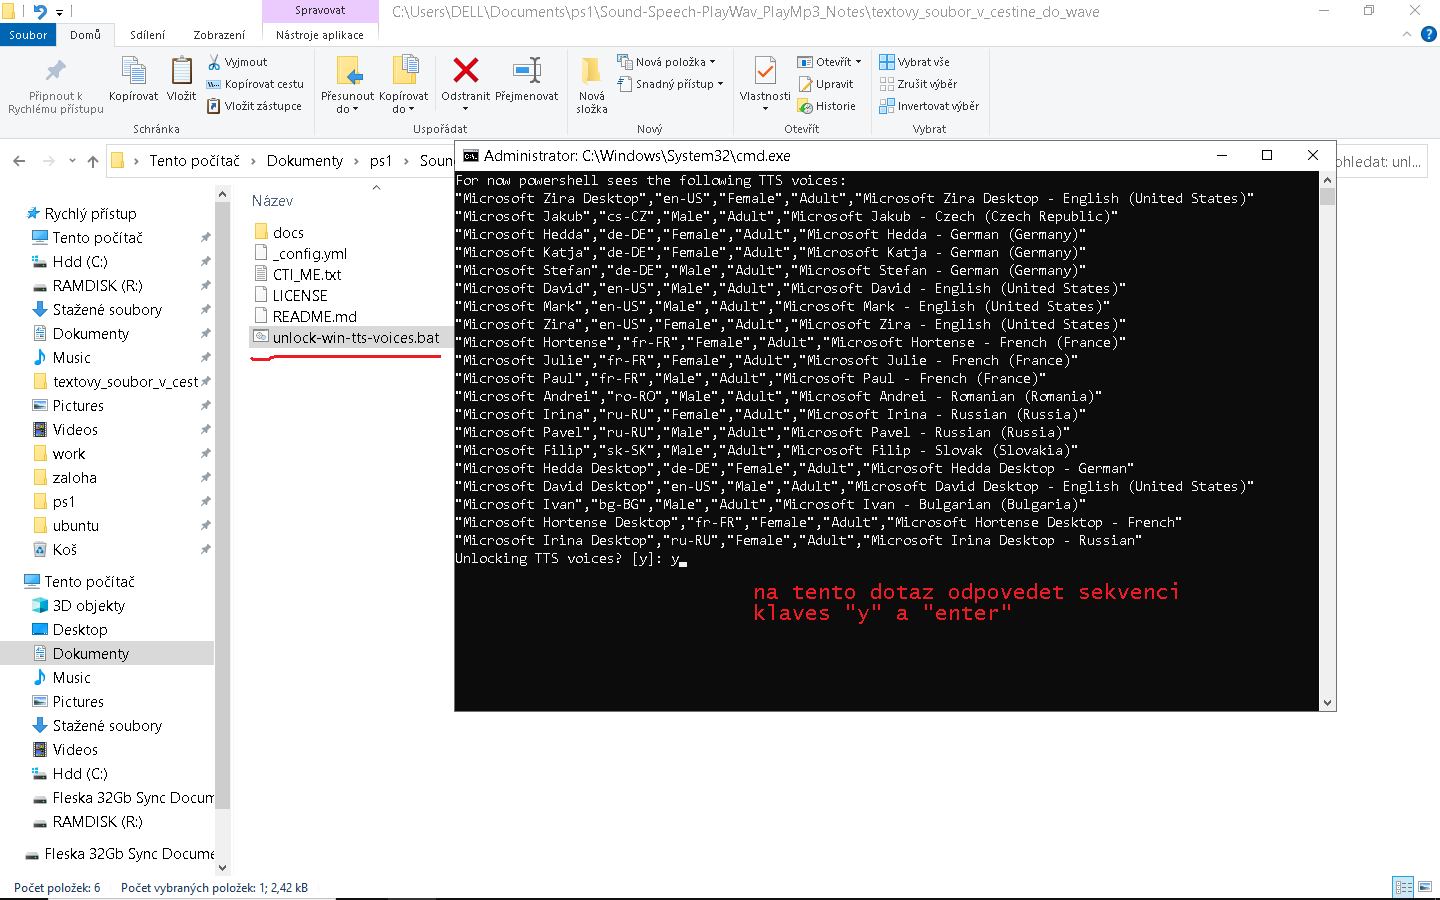 Spravovat
C:\Users\DELL\Documents\ps1\Sound-Speech-PlayWav_PlayMp3_Notes\textovy_soubor_v_cestine_do_wave
Soubor
Domů
Sdílení
Zobrazení
Nástroje aplikace
Připnout k
Rychlému přístupu
Kopírovat
Vložit
Vyjmout
Kopírovat cestu
Vložit zástupce
Schránka
Přesunout
do
Kopírovat
do
Odstranit
Přejmenovat
Uspořádat
Nová
složka
Nová položka
Snadný přístup
Nový
Vlastnosti
Otevřít
Upravit
Historie
Otevřít
Vybrat vše
Zrušit výběr
Invertovat výběr
Vybrat
Tento počítač › Dokumenty › ps1 › Soun
ohledat: unl...
Rychlý přístup
Tento počítač
Hdd (C:)
RAMDISK (R:)
Stažené soubory
Dokumenty
Music
textovy_soubor_v_cest
Pictures
Videos
work
zaloha
ps1
ubuntu
Koš
Tento počítač
3D objekty
Desktop
Dokumenty
Music
Pictures
Stažené soubory
Videos
Hdd (C:)
Fleska 32Gb Sync Docum
RAMDISK (R:)
Fleska 32Gb Sync Docume
Název
docs
_config.yml
CTI_ME.txt
LICENSE
README.md
unlock-win-tts-voices.bat
Administrator: C:\Windows\System32\cmd.exe
For now powershell sees the following TTS voices:
"Microsoft Zira Desktop","en-US","Female","Adult","Microsoft Zira Desktop - English (United States)"
"Microsoft Jakub","cs-CZ","Male","Adult","Microsoft Jakub - Czech (Czech Republic)"
"Microsoft Hedda","de-DE","Female","Adult","Microsoft Hedda - German (Germany)"
"Microsoft Katja","de-DE","Female","Adult","Microsoft Katja - German (Germany)"
"Microsoft Stefan","de-DE","Male","Adult","Microsoft Stefan - German (Germany)"
"Microsoft David","en-US","Male","Adult","Microsoft David - English (United States)"
"Microsoft Mark","en-US","Male","Adult","Microsoft Mark - English (United States)"
"Microsoft Zira","en-US","Female","Adult","Microsoft Zira - English (United States)"
"Microsoft Hortense","fr-FR","Female","Adult","Microsoft Hortense - French (France)"
"Microsoft Julie","fr-FR","Female","Adult","Microsoft Julie - French (France)"
"Microsoft Paul","fr-FR","Male","Adult","Microsoft Paul - French (France)"
"Microsoft Andrei","ro-RO","Male","Adult","Microsoft Andrei - Romanian (Romania)"
"Microsoft Irina","ru-RU","Female","Adult","Microsoft Irina - Russian (Russia)"
"Microsoft Pavel","ru-RU","Male","Adult","Microsoft Pavel - Russian (Russia)"
"Microsoft Filip","sk-SK","Male","Adult","Microsoft Filip - Slovak (Slovakia)"
"Microsoft Hedda Desktop","de-DE","Female","Adult","Microsoft Hedda Desktop - German"
"Microsoft David Desktop","en-US","Male","Adult","Microsoft David Desktop - English (United States)"
"Microsoft Ivan","bg-BG","Male","Adult","Microsoft Ivan - Bulgarian (Bulgaria)"
"Microsoft Hortense Desktop","fr-FR","Female","Adult","Microsoft Hortense Desktop - French"
"Microsoft Irina Desktop","ru-RU","Female","Adult","Microsoft Irina Desktop - Russian"
Unlocking TTS voices? [y]: y
na tento dotaz odpovedet sekvenci
klaves "y" a "enter"
Počet položek: 6
Počet vybraných položek: 1; 2,42 kB